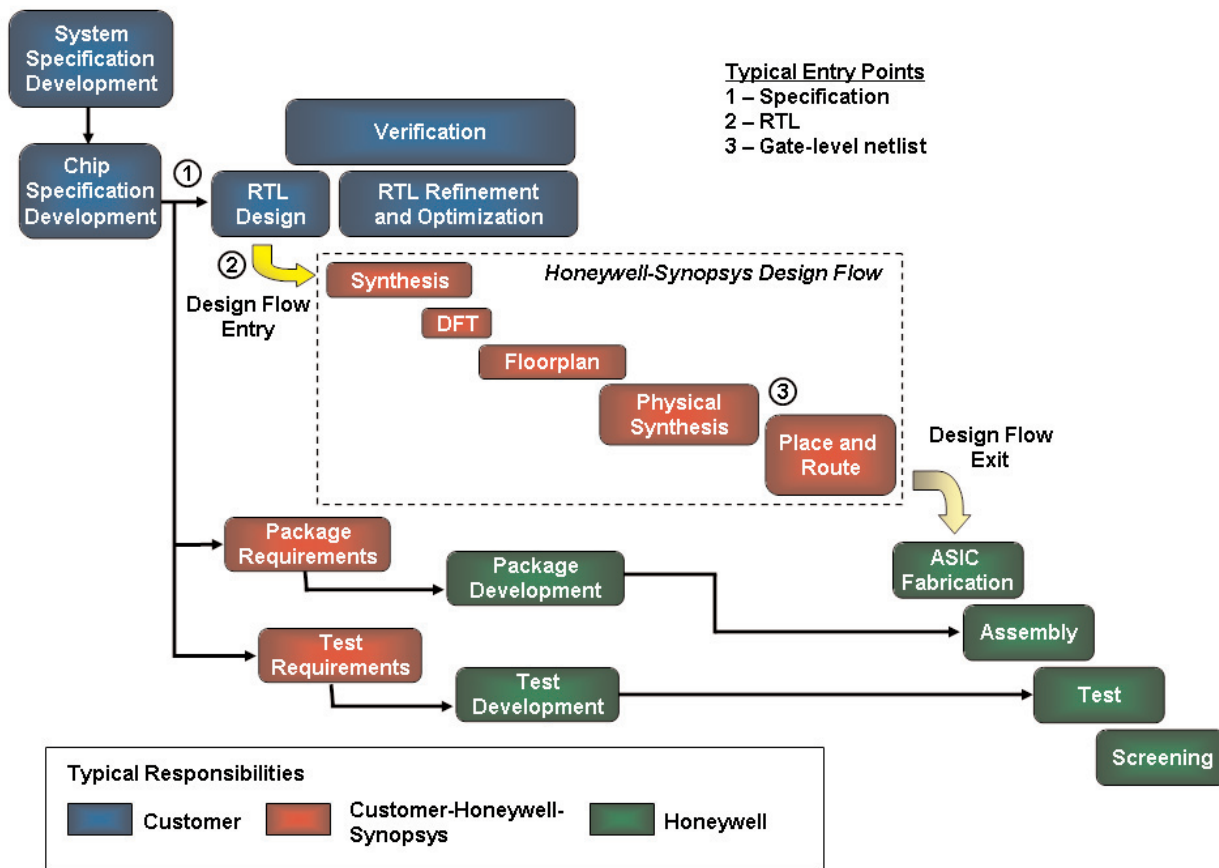 System
Specification
Development
Typical Entry Points
1 – Specification
2 – RTL
3 – Gate-level netlist
Verification
Chip
Specification
Development
1
RTL
Design
RTL Refinement
and Optimization
2
Design Flow
Entry
Honeywell-Synopsys Design Flow
Synthesis
DFT
Floorplan
Physical
Synthesis
3
Place and
Route
Design Flow
Exit
Package
Requirements
Package
Development
ASIC
Fabrication
Assembly
Test
Requirements
Test
Development
Test
Screening
Typical Responsibilities
Customer
Customer-Honeywell-
Synopsys
Honeywell